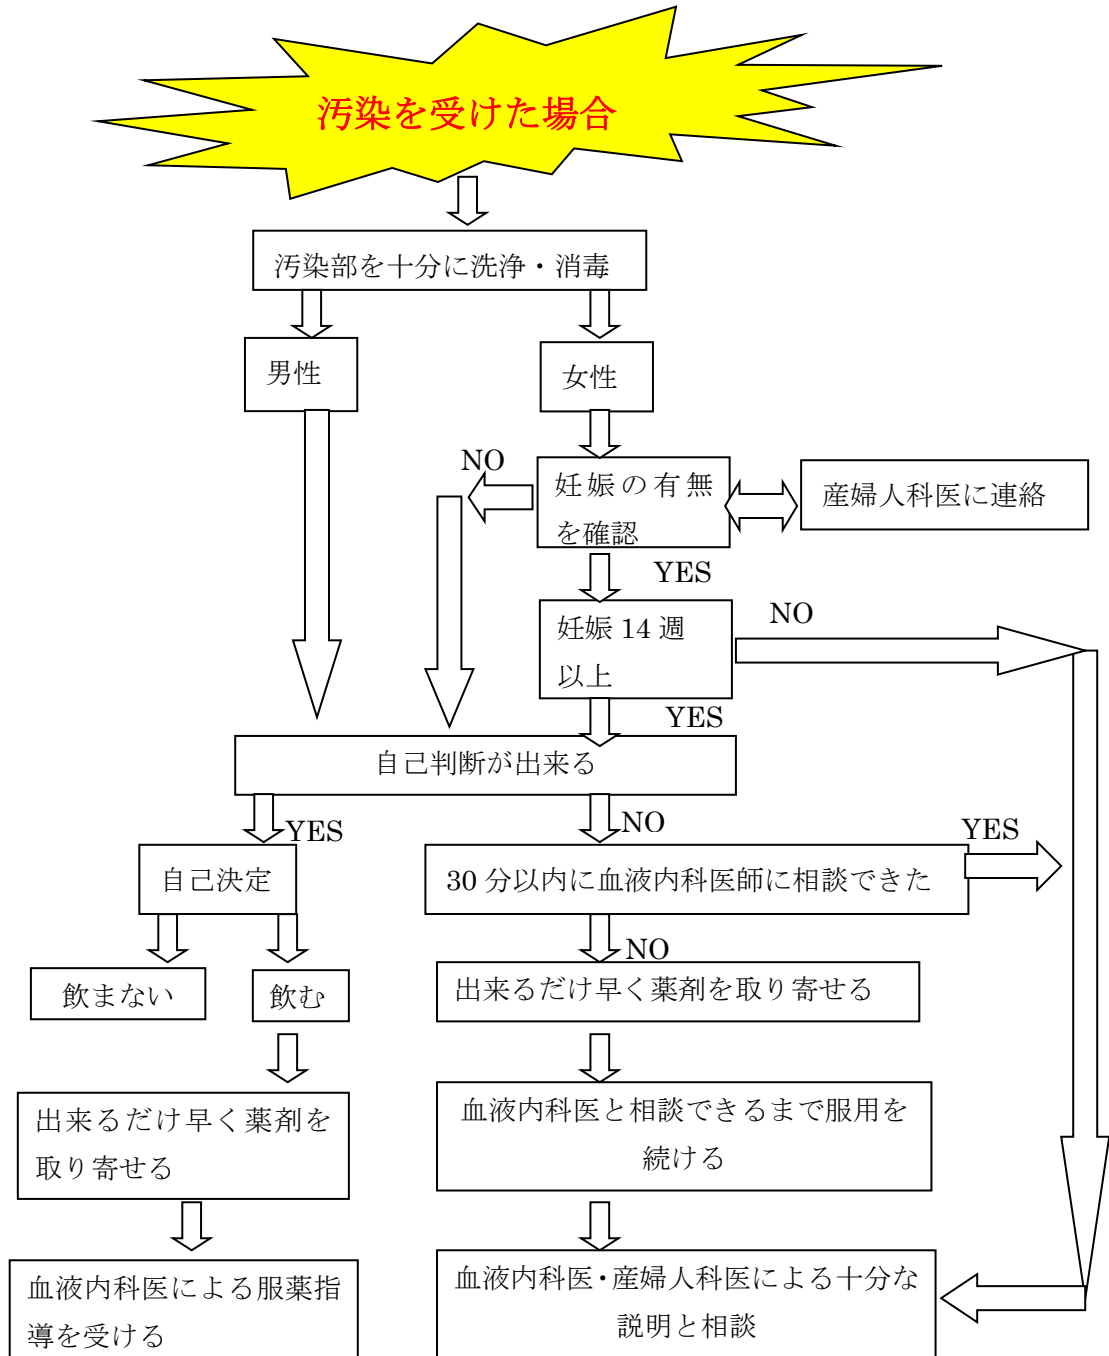 汚染を受けた場合
汚染部を十分に洗浄・消毒
男性
女性
NO
妊娠の有無
を確認
産婦人科医に連絡
YES
妊娠 14 週
以上
NO
YES
自己判断が出来る
YES
NO
YES
自己決定
30 分以内に血液内科医師に相談できた
NO
飲まない
飲む
出来るだけ早く薬剤を取り寄せる
出来るだけ早く薬剤を
取り寄せる
血液内科医と相談できるまで服用を
続ける
血液内科医による服薬指
導を受ける
血液内科医・産婦人科医による十分な
説明と相談